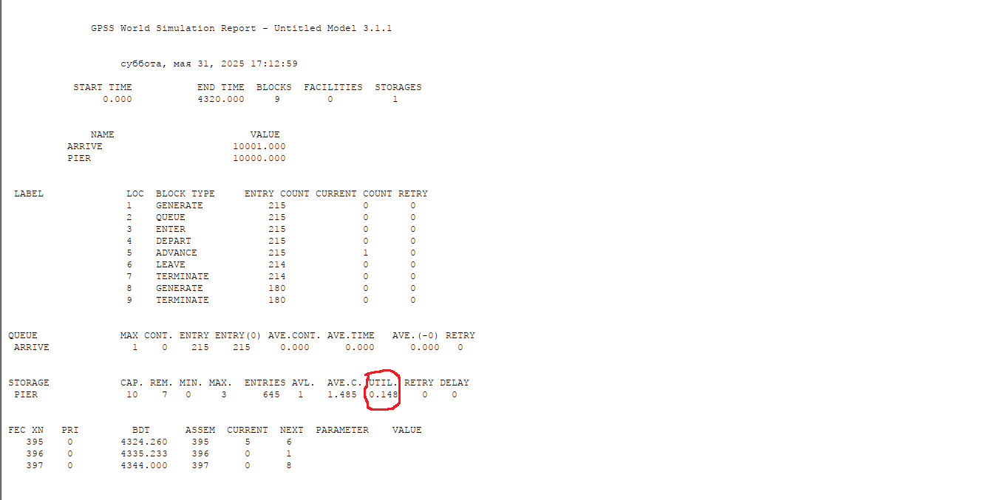 GPSS World Simulation Report - Untitled Model 3.1.1
суббота, мая 31, 2025 17:12:59
START TIME END TIME BLOCKS FACILITIES STORAGES
0.000 4320.000 9 0 1
NAME VALUE
ARRIVE 10001.000
PIER 10000.000
LABEL LOC BLOCK TYPE ENTRY COUNT CURRENT COUNT RETRY
1 GENERATE 215 0 0
2 QUEUE 215 0 0
3 ENTER 215 0 0
4 DEPART 215 0 0
5 ADVANCE 215 1 0
6 LEAVE 214 0 0
7 TERMINATE 214 0 0
8 GENERATE 180 0 0
9 TERMINATE 180 0 0
QUEUE MAX CONT. ENTRY ENTRY(0) AVE.CONT. AVE.TIME AVE.(-0) RETRY
ARRIVE 1 0 215 215 0.000 0.000 0.000 0
STORAGE CAP. REM. MIN. MAX. ENTRIES AVL. AVE.C. UTIL. RETRY DELAY
PIER 10 7 0 3 645 1 1.485 0.148 0 0
FEC XN PRI BDT ASSEM CURRENT NEXT PARAMETER VALUE
395 0 4324.260 395 5 6
396 0 4335.233 396 0 1
397 0 4344.000 397 0 8